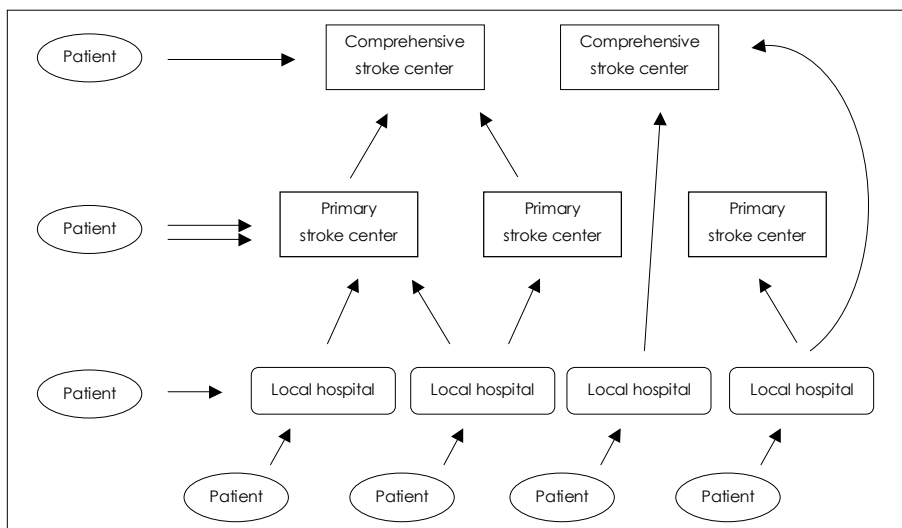 Patient
Comprehensive
stroke center
Comprehensive
stroke center
Patient
Primary
stroke center
Primary
stroke center
Primary
stroke center
Patient
Local hospital
Local hospital
Local hospital
Local hospital
Patient
Patient
Patient
Patient